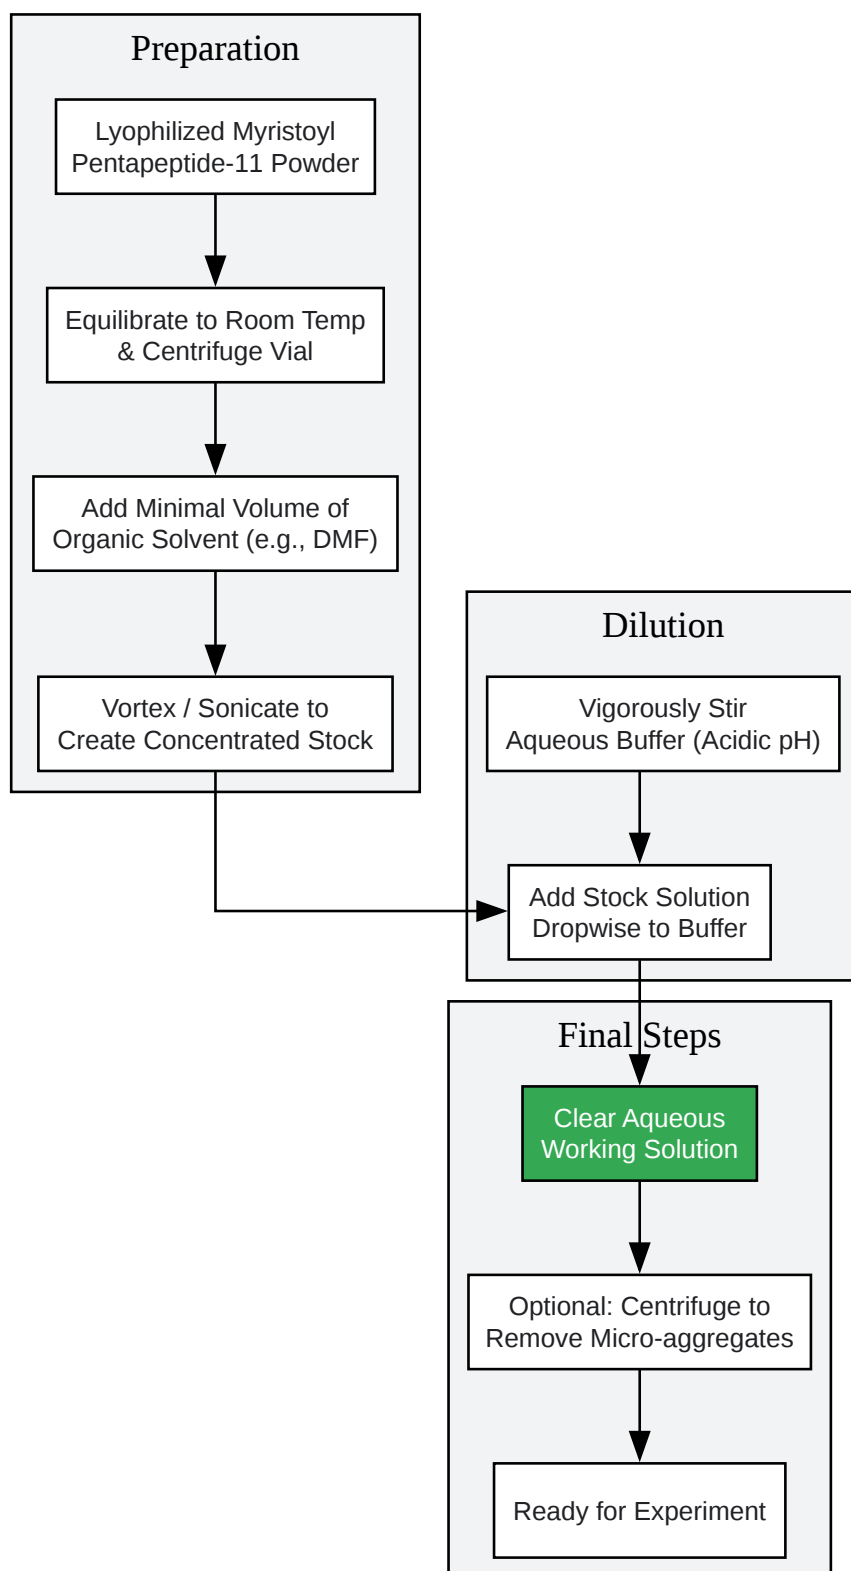 Preparation
Lyophilized Myristoyl
Pentapeptide-11 Powder
Equilibrate to Room Temp
& Centrifuge Vial
Add Minimal Volume of
Organic Solvent (e.g., DMF)
Vortex / Sonicate to
Create Concentrated Stock
Dilution
Vigorously Stir
Aqueous Buffer (Acidic pH)
Add Stock Solution
Dropwise to Buffer
Final Steps
Clear Aqueous
Working Solution
Optional: Centrifuge to
Remove Micro-aggregates
Ready for Experiment